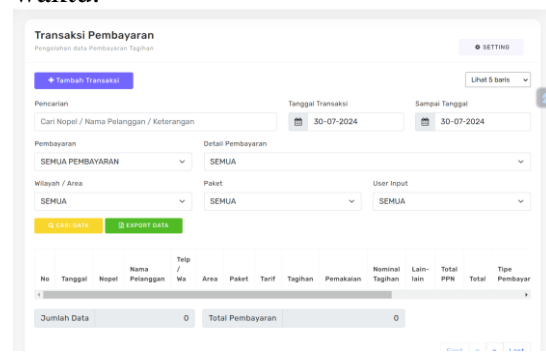 Transaksi Pembayaran
Pengolahan data Pembayaran Tagihan
SETTING
+ Tambah Transaksi
Lihat 5 baris
Pencarian
Tanggal Transaksi
Sampai Tanggal
Cari Nopel / Nama Pelanggan / Keterangan
30-07-2024
30-07-2024
Pembayaran
Detail Pembayaran
SEMUA PEMBAYARAN
SEMUA
Wilayah / Area
Paket
User Input
SEMUA
SEMUA
SEMUA
CARI DATA
EXPORT DATA
No Tanggal Nopel Nama Pelanggan Telp / Wa Area Paket Tarif Tagihan Pemakaian Nominal Tagihan Lain-lain Total PPN Total Tipe Pembayar
Jumlah Data 0 Total Pembayaran 0
First « » Last